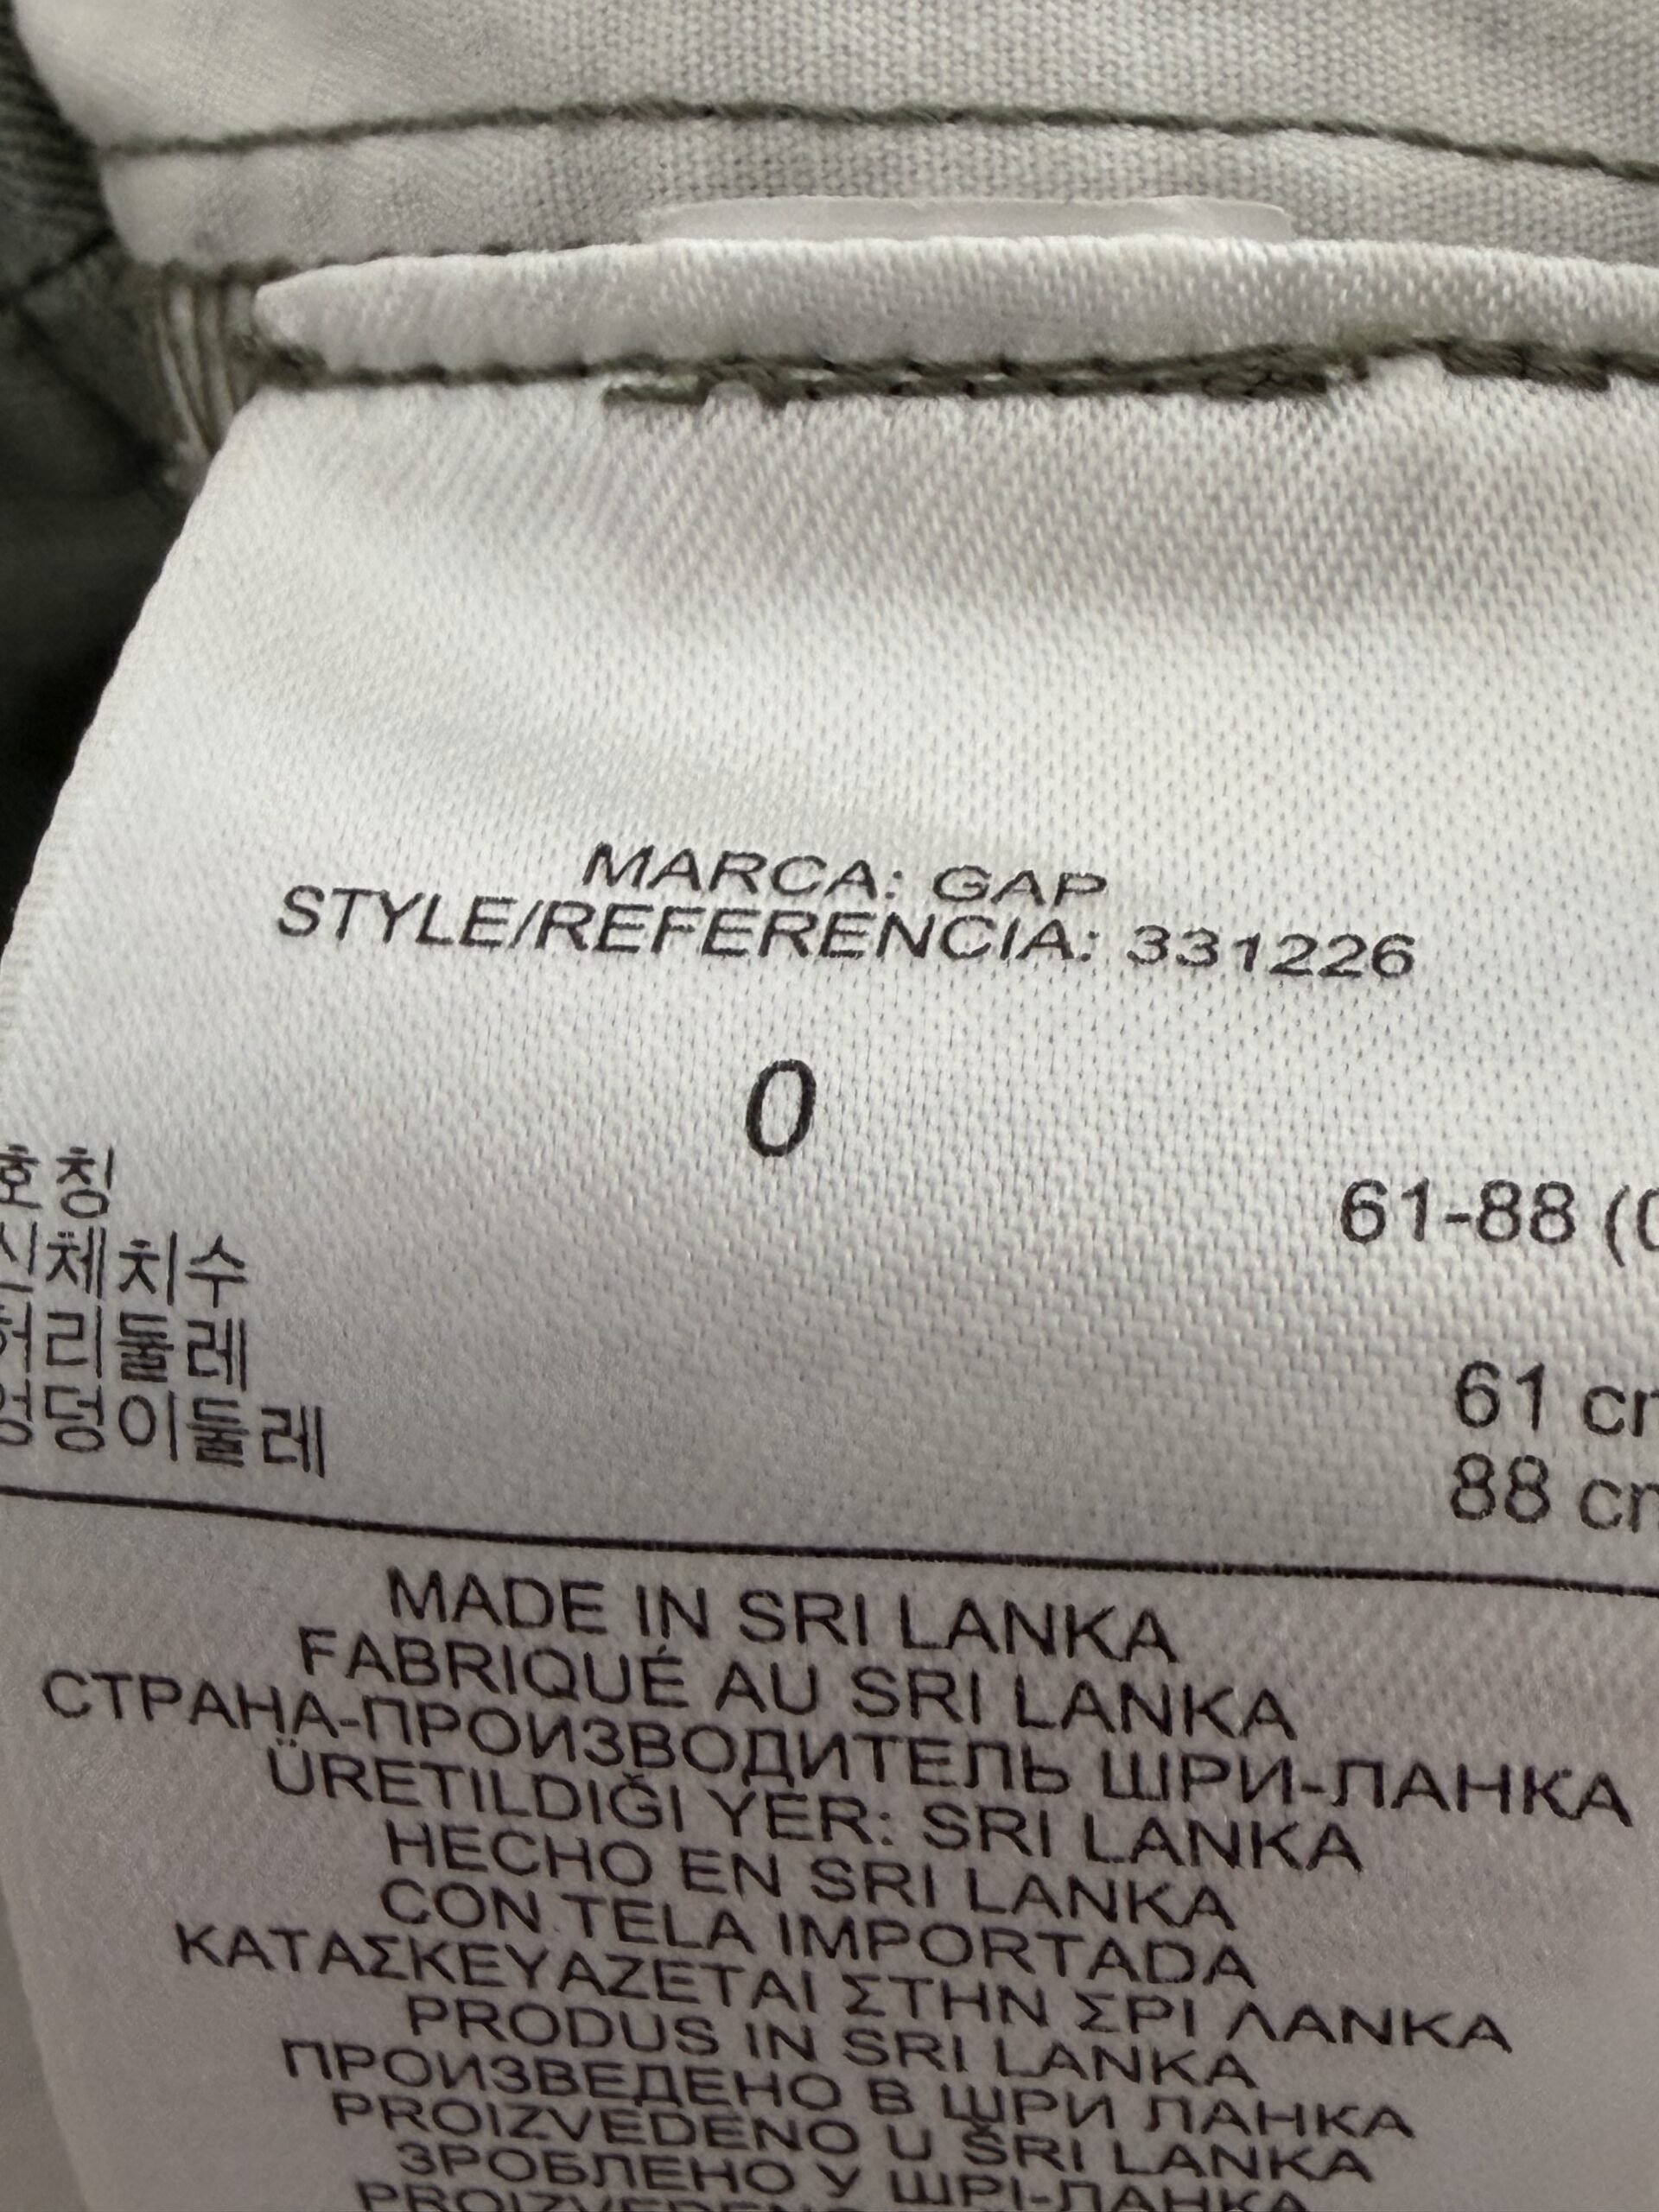 MARCA: GAP
STYLE/REFERENCIA: 331226
0
호칭 61-88 (0
신체치수
허리둘레 61 cm
엉덩이둘레 88 cm
MADE IN SRI LANKA
FABRIQUÉ AU SRI LANKA
СТРАНА-ПРОИЗВОДИТЕЛЬ ШРИ-ЛАНКА
ÜRETILDIĞI YER: SRI LANKA
HECHO EN SRI LANKA
CON TELA IMPORTADA
ΚΑΤΑΣΚΕΥΑΖΕΤΑΙ ΣΤΗΝ ΣΡΙ ΛΑΝΚΑ
PRODUS IN SRI LANKA
ПРОИЗВЕДЕНО В ШРИ ЛАНКА
PROIZVEDENO U ŠRI LANKA
ЗРОБЛЕНО У ШРІ-ЛАНКА